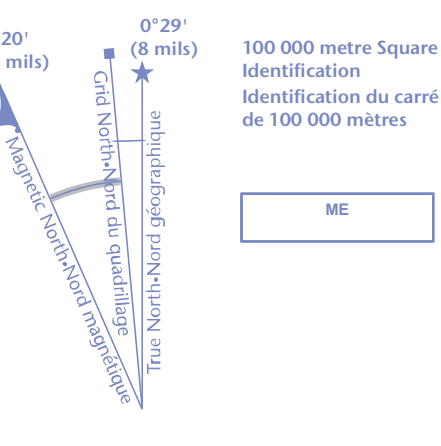 20'
mils)
0°29'
(8 mils)
Magnetic North•Nord magnétique
Grid North•Nord du quadrillage
True North•Nord géographique
100 000 metre Square
Identification
Identification du carré
de 100 000 mètres
ME